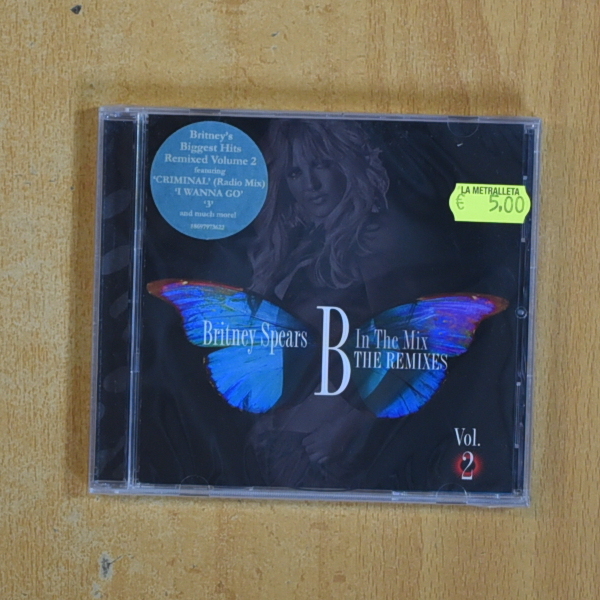 Britney's
Biggest Hits
Remixed Volume 2
featuring
'CRIMINAL' (Radio Mix)
'I WANNA GO'
'3'
and much more!
LA METRALLETA
€ 5,00
Britney Spears
B
In The Mix
THE REMIXES
Vol.
2